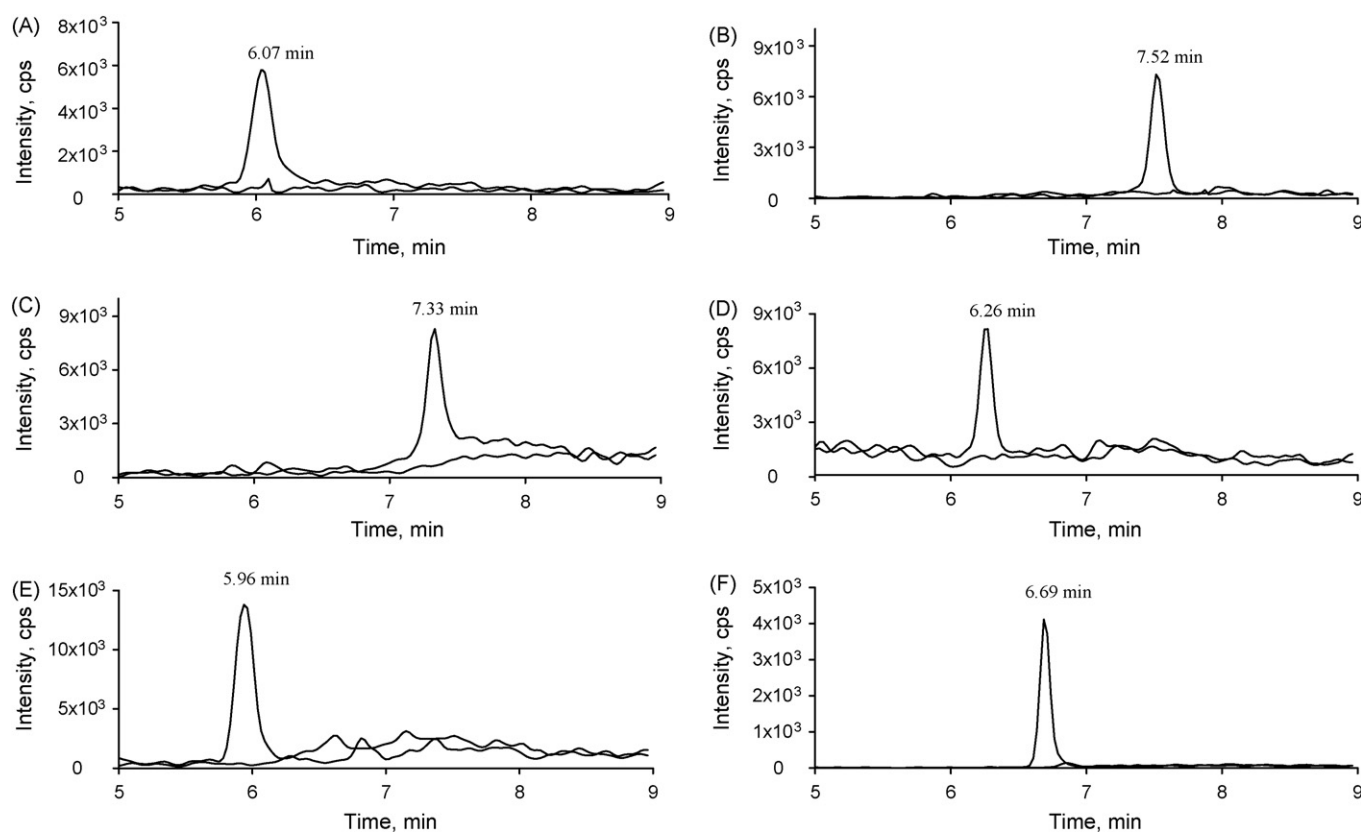 (A)
6.07 min
Intensity, cps
8x10³
6x10³
4x10³
2x10³
0
5 6 7 8 9
Time, min
(B)
7.52 min
Intensity, cps
9x10³
6x10³
3x10³
0
5 6 7 8 9
Time, min
(C)
7.33 min
Intensity, cps
9x10³
6x10³
3x10³
0
5 6 7 8 9
Time, min
(D)
6.26 min
Intensity, cps
9x10³
6x10³
3x10³
0
5 6 7 8 9
Time, min
(E)
5.96 min
Intensity, cps
15x10³
10x10³
5x10³
0
5 6 7 8 9
Time, min
(F)
6.69 min
Intensity, cps
5x10³
4x10³
3x10³
2x10³
1x10³
0
5 6 7 8 9
Time, min